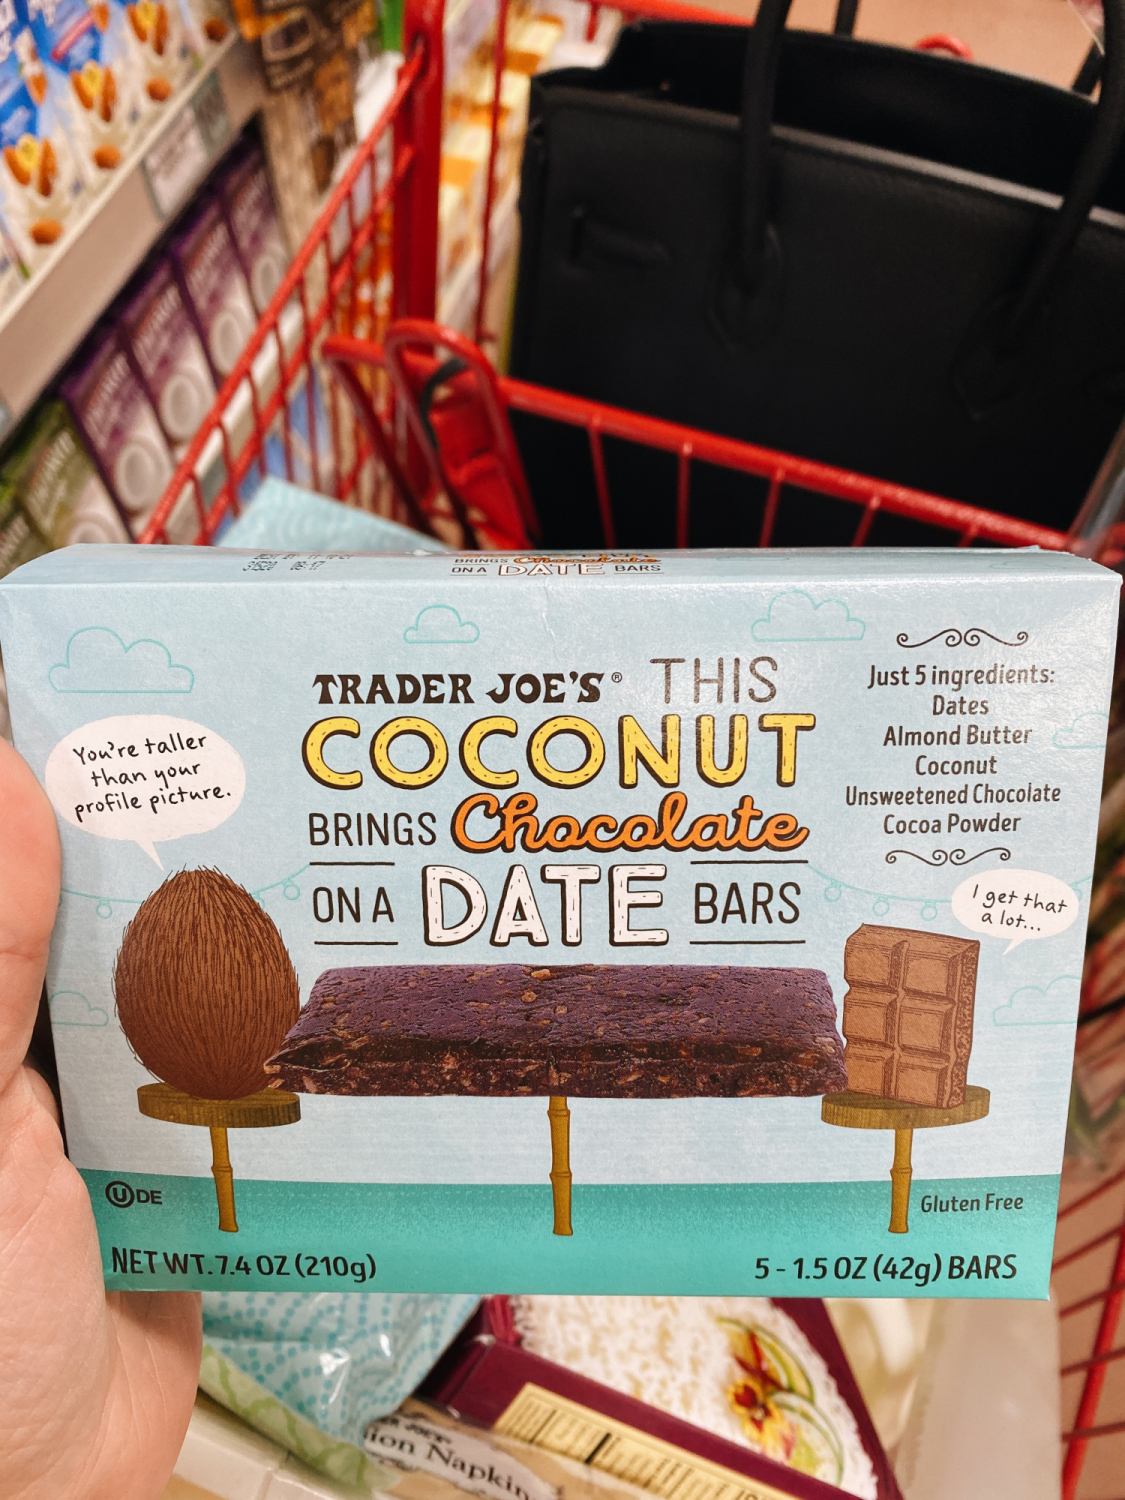 BRINGS Chocolate
ON A DATE BARS
TRADER JOE'S® THIS
COCONUT
BRINGS Chocolate
ON A DATE BARS
Just 5 ingredients:
Dates
Almond Butter
Coconut
Unsweetened Chocolate
Cocoa Powder
You're taller
than your
profile picture.
I get that
a lot...
U DE
Gluten Free
NET WT. 7.4 OZ (210g)
5 - 1.5 OZ (42g) BARS
Napkin